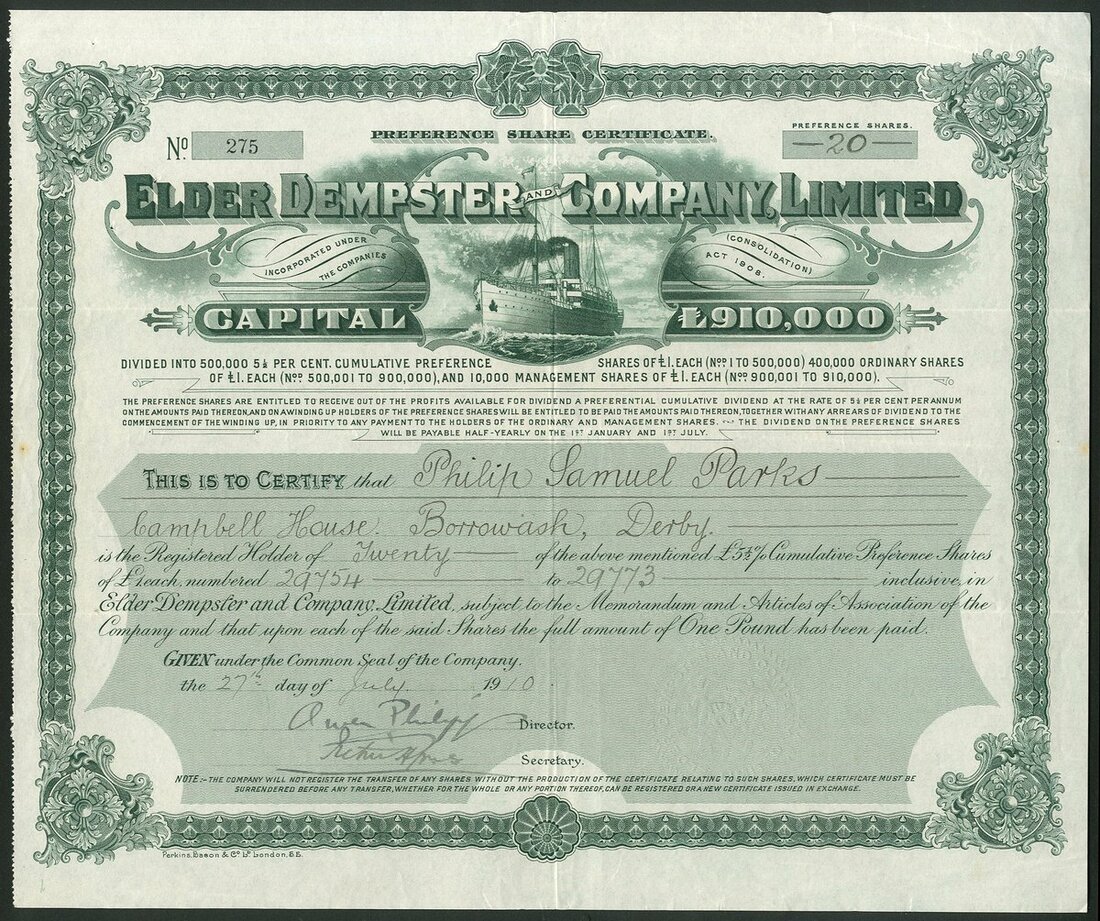 PREFERENCE SHARE CERTIFICATE.
No 275
PREFERENCE SHARES.
—20—
ELDER DEMPSTER AND COMPANY, LIMITED
INCORPORATED UNDER THE COMPANIES (CONSOLIDATION) ACT 1908.
CAPITAL £910,000
DIVIDED INTO 500,000 5½ PER CENT. CUMULATIVE PREFERENCE SHARES OF £1. EACH (Nos 1 TO 500,000) 400,000 ORDINARY SHARES
OF £1. EACH (Nos 500,001 TO 900,000), AND 10,000 MANAGEMENT SHARES OF £1. EACH (Nos 900,001 TO 910,000).
THE PREFERENCE SHARES ARE ENTITLED TO RECEIVE OUT OF THE PROFITS AVAILABLE FOR DIVIDEND A PREFERENTIAL CUMULATIVE DIVIDEND AT THE RATE OF 5½ PER CENT PER ANNUM
ON THE AMOUNTS PAID THEREON, AND ON A WINDING UP HOLDERS OF THE PREFERENCE SHARES WILL BE ENTITLED TO BE PAID THE AMOUNTS PAID THEREON, TOGETHER WITH ANY ARREARS OF DIVIDEND TO THE
COMMENCEMENT OF THE WINDING UP, IN PRIORITY TO ANY PAYMENT TO THE HOLDERS OF THE ORDINARY AND MANAGEMENT SHARES. THE DIVIDEND ON THE PREFERENCE SHARES
WILL BE PAYABLE HALF-YEARLY ON THE 1ST JANUARY AND 1ST JULY.
THIS IS TO CERTIFY that Philip Samuel Parks
Campbell House. Borrowash, Derby.
is the Registered Holder of Twenty of the above mentioned £5½% Cumulative Preference Shares
of £1 each, numbered 29754 to 29773 inclusive, in
Elder Dempster and Company, Limited, subject to the Memorandum and Articles of Association of the
Company and that upon each of the said Shares the full amount of One Pound has been paid.
GIVEN under the Common Seal of the Company.
the 27th day of July 1910.
Owen Philipps Director.
Secretary.
NOTE:- THE COMPANY WILL NOT REGISTER THE TRANSFER OF ANY SHARES WITHOUT THE PRODUCTION OF THE CERTIFICATE RELATING TO SUCH SHARES, WHICH CERTIFICATE MUST BE
SURRENDERED BEFORE ANY TRANSFER, WHETHER FOR THE WHOLE OR ANY PORTION THEREOF, CAN BE REGISTERED OR A NEW CERTIFICATE ISSUED IN EXCHANGE.
Perkins, Bacon & Co Ld London, E.C.